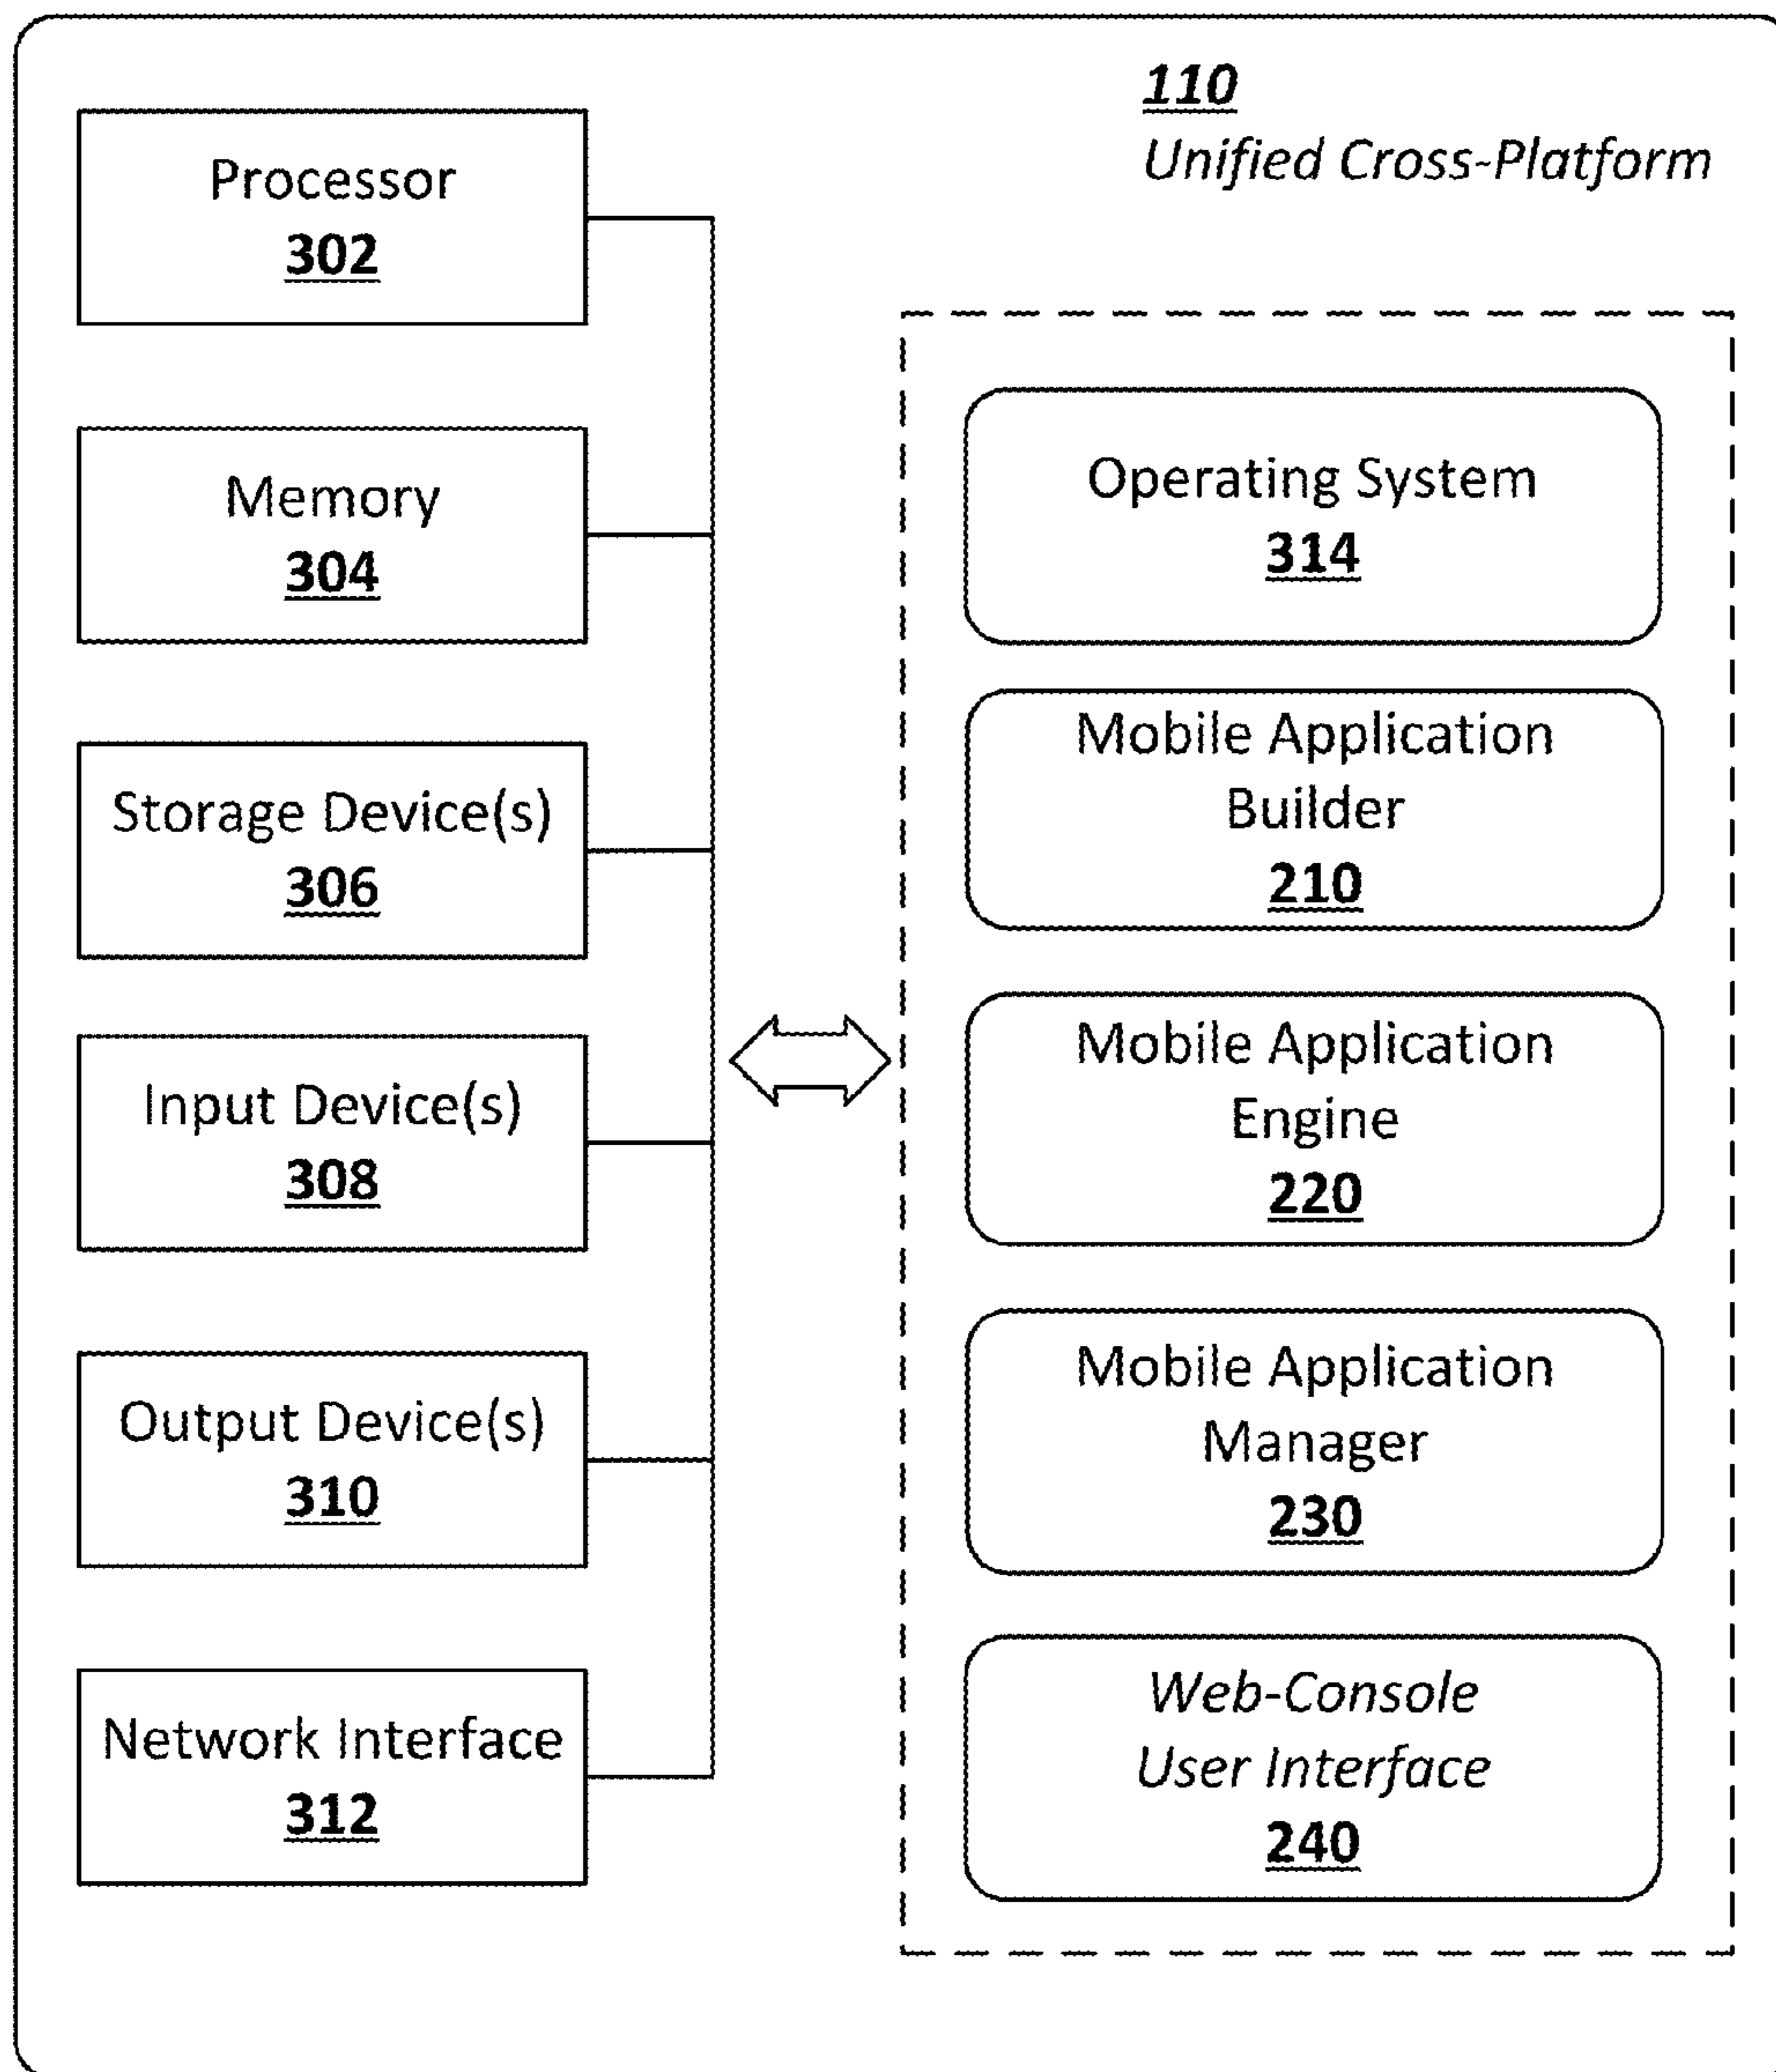 110
Unified Cross-Platform
Processor
302
Memory
304
Storage Device(s)
306
Input Device(s)
308
Output Device(s)
310
Network Interface
312
Operating System
314
Mobile Application
Builder
210
Mobile Application
Engine
220
Mobile Application
Manager
230
Web-Console
User Interface
240